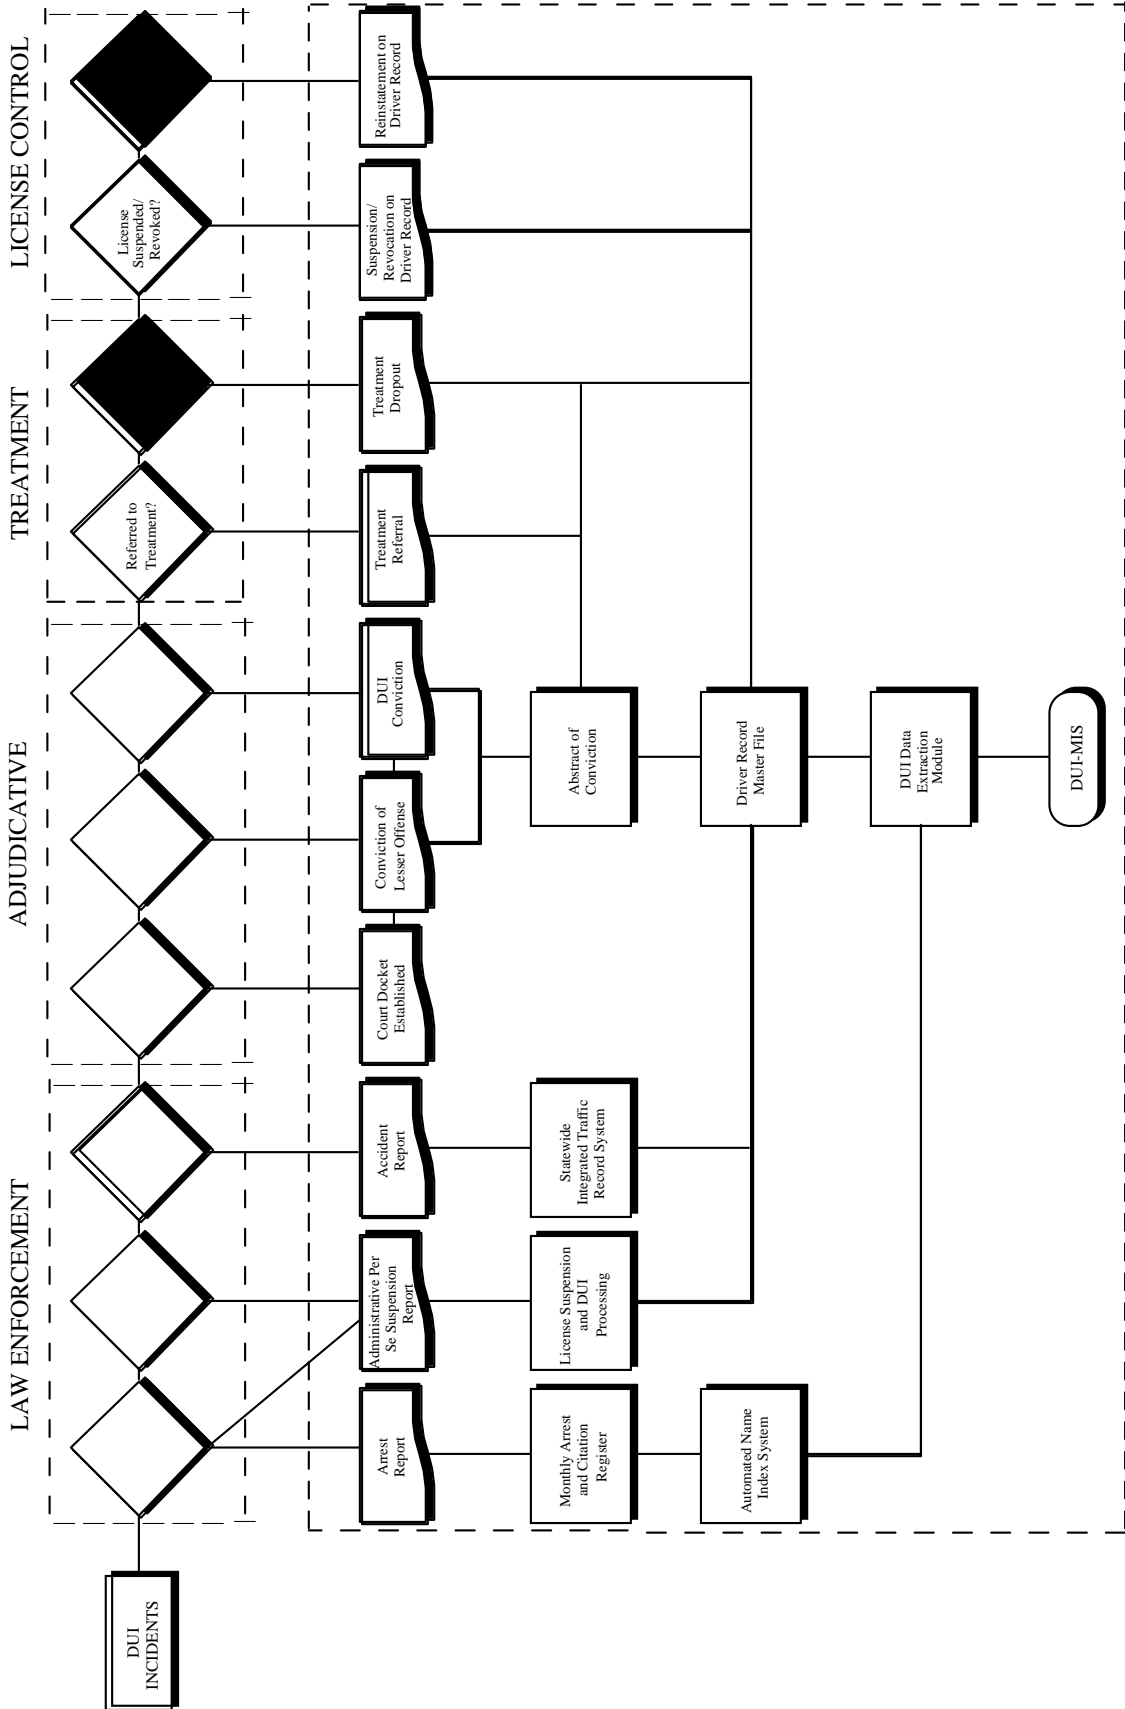 LAW ENFORCEMENT
ADJUDICATIVE
TREATMENT
LICENSE CONTROL
DUI
INCIDENTS
Referred to
Treatment?
License
Suspended/
Revoked?
Arrest
Report
Administrative Per
Se Suspension
Report
Accident
Report
Court Docket
Established
Conviction of
Lesser Offense
DUI
Conviction
Treatment
Referral
Treatment
Dropout
Suspension/
Revocation on
Driver Record
Reinstatement on
Driver Record
Monthly Arrest
and Citation
Register
License Suspension
and DUI
Processing
Statewide
Integrated Traffic
Record System
Abstract of
Conviction
Automated Name
Index System
Driver Record
Master File
DUI Data
Extraction
Module
DUI-MIS